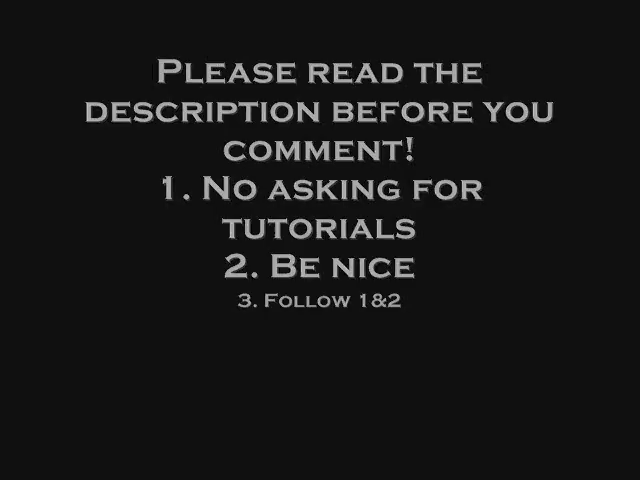 Please read the
description before you
comment!
1. No asking for
tutorials
2. Be nice
3. Follow 1&2